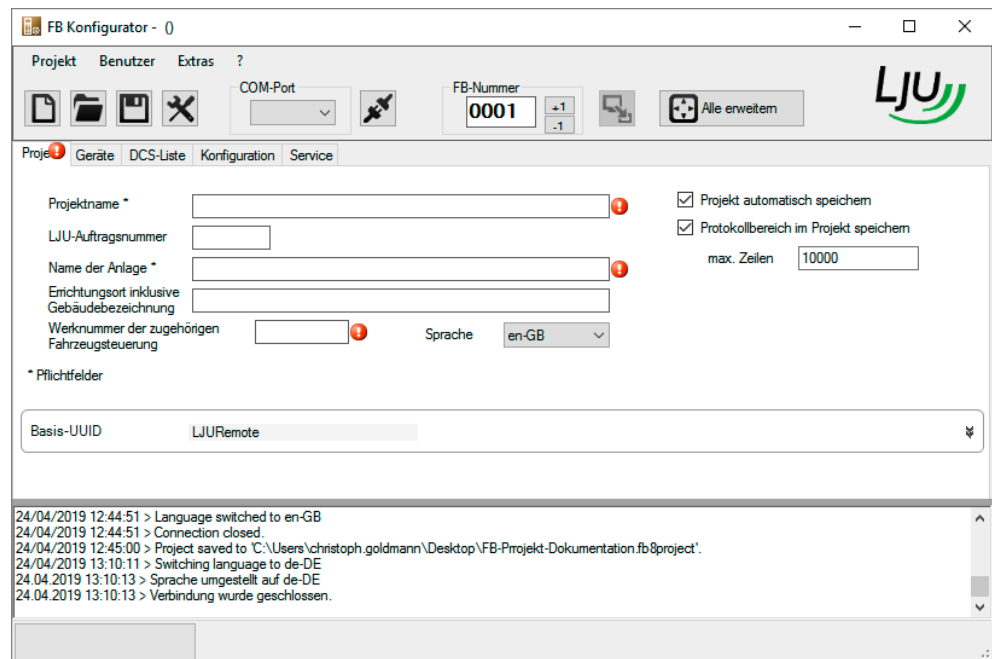 FB Konfigurator - ()
Projekt Benutzer Extras ?
COM-Port
FB-Nummer
0001
+1
-1
Alle erweitern
LJU
Proje
Geräte
DCS-Liste
Konfiguration
Service
Projektname *
LJU-Auftragsnummer
Name der Anlage *
Errichtungsort inklusive
Gebäudebezeichnung
Werknummer der zugehörigen
Fahrzeugsteuerung
Sprache
en-GB
Projekt automatisch speichern
Protokollbereich im Projekt speichern
max. Zeilen
10000
* Pflichtfelder
Basis-UUID
LJURemote
24/04/2019 12:44:51 > Language switched to en-GB
24/04/2019 12:44:51 > Connection closed.
24/04/2019 12:45:00 > Project saved to 'C:\Users\christoph.goldmann\Desktop\FB-Prrojekt-Dokumentation.fb8project'.
24/04/2019 13:10:11 > Switching language to de-DE
24.04.2019 13:10:13 > Sprache umgestellt auf de-DE
24.04.2019 13:10:13 > Verbindung wurde geschlossen.